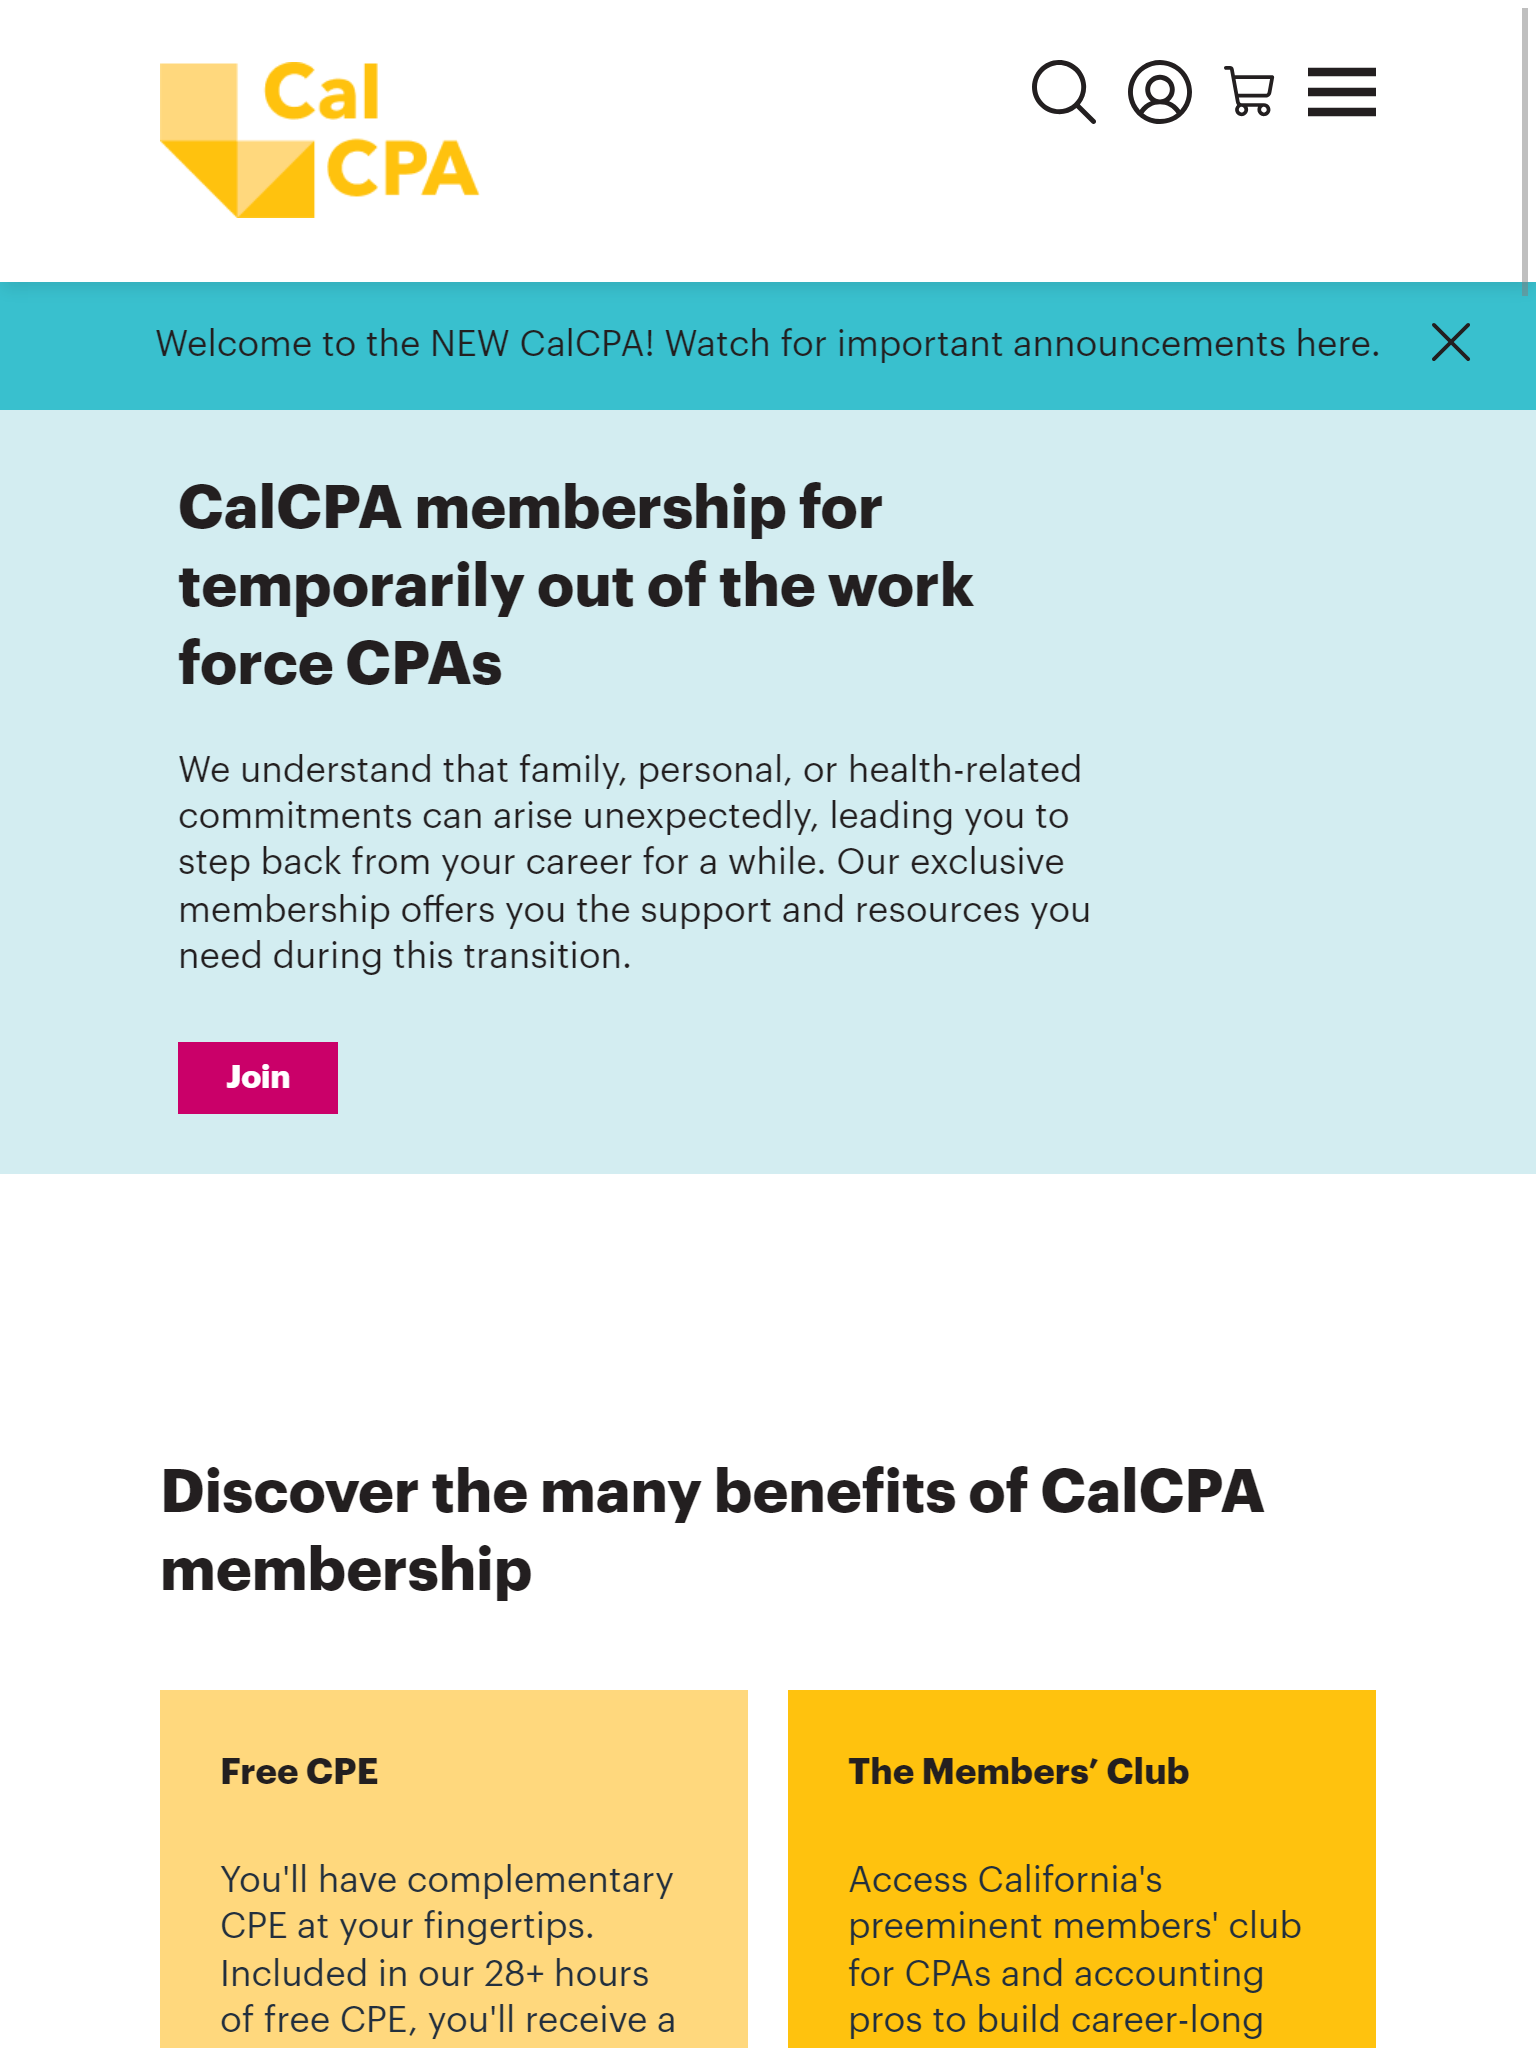 Cal
CPA
Welcome to the NEW CalCPA! Watch for important announcements here.
CalCPA membership for
temporarily out of the work
force CPAs
We understand that family, personal, or health-related
commitments can arise unexpectedly, leading you to
step back from your career for a while. Our exclusive
membership offers you the support and resources you
need during this transition.
Join
Discover the many benefits of CalCPA
membership
Free CPE
You'll have complementary
CPE at your fingertips.
Included in our 28+ hours
of free CPE, you'll receive a
The Members’ Club
Access California's
preeminent members' club
for CPAs and accounting
pros to build career-long